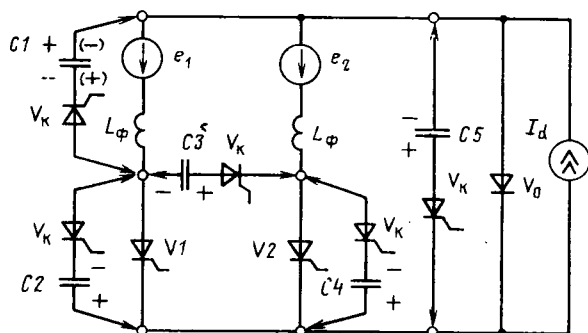 C1 + (-)
-- (+)
Vк
e1
e2
Lф
Lф
C3
Vк
- +
- C5
+
Id
Vк
V0
Vк
-
C2 +
V1
V2
Vк
-
C4 +